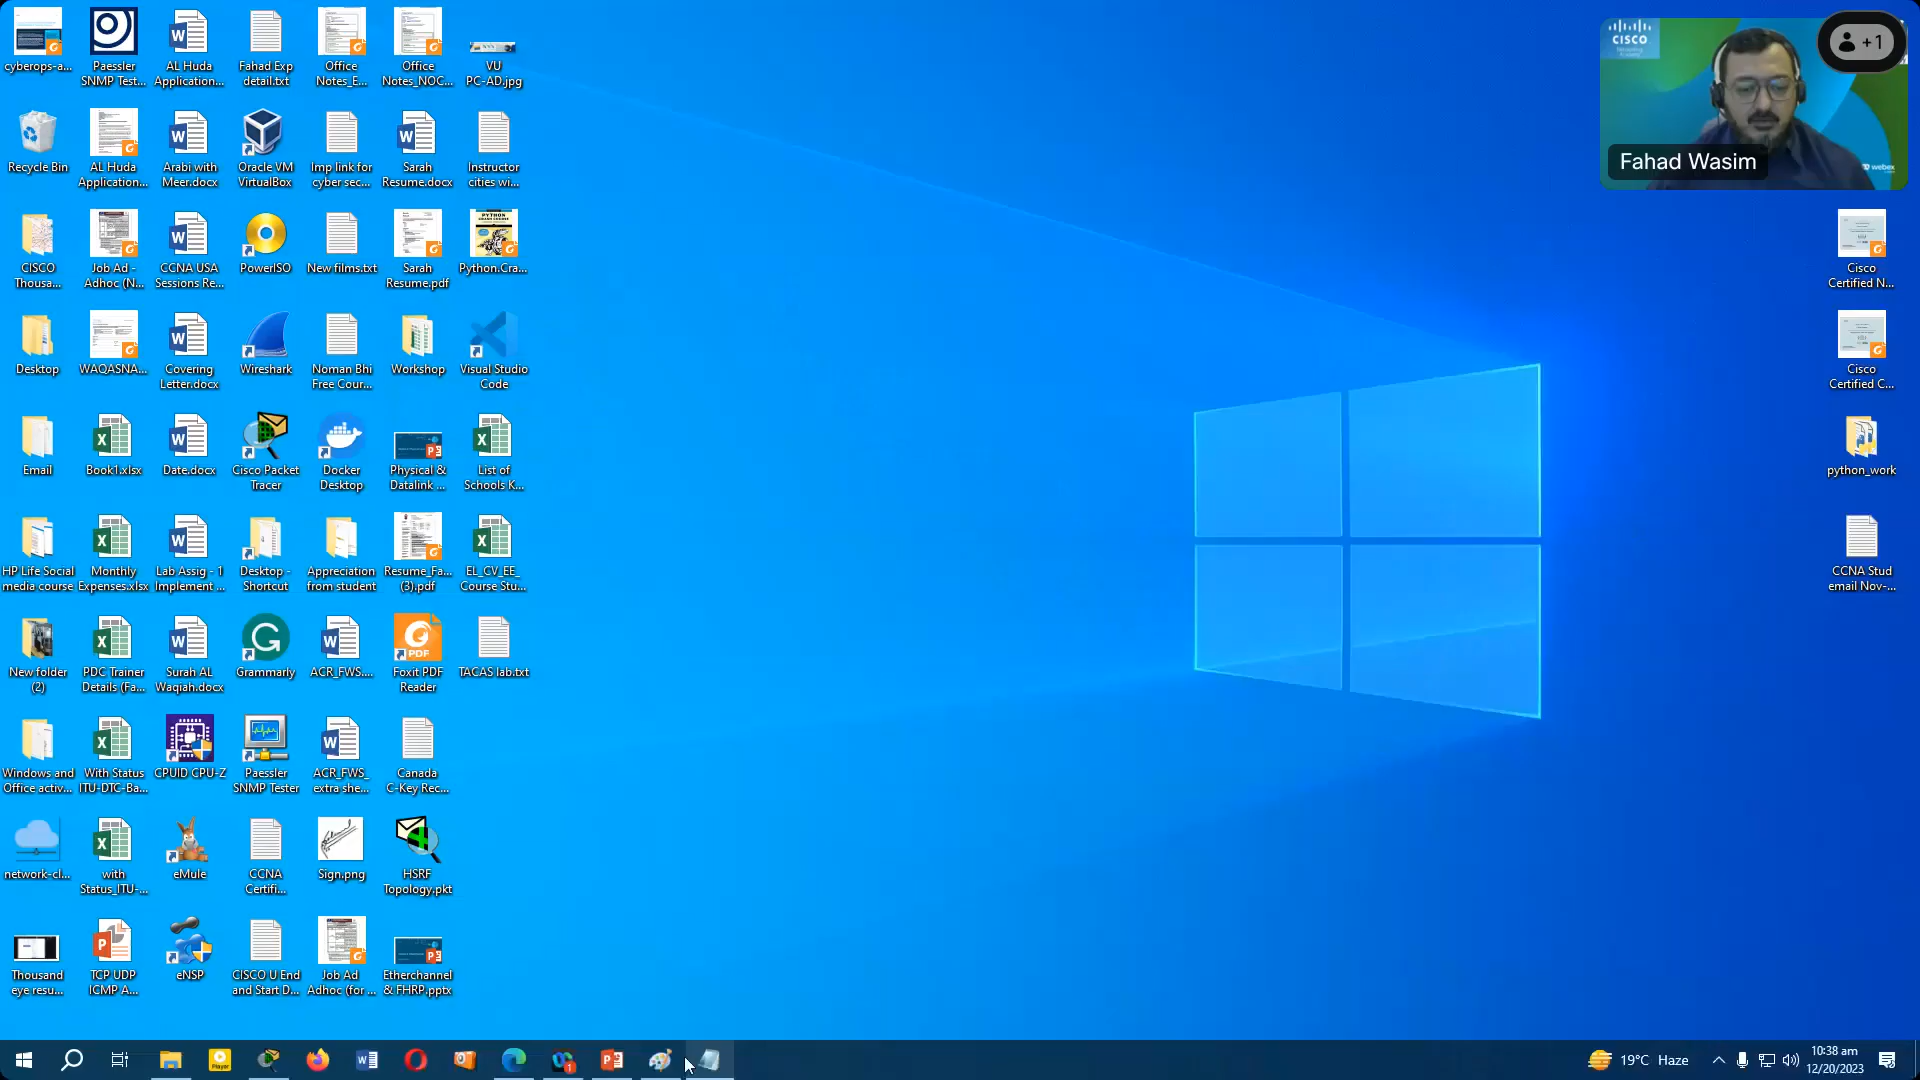 cyberops-a...
Paessler
SNMP Test...
AL Huda
Application...
Fahad Exp
detail.txt
Office
Notes_E...
Office
Notes_NOC...
VU
PC-AD.jpg
Recycle Bin
AL Huda
Application...
Arabi with
Meer.docx
Oracle VM
VirtualBox
Imp link for
cyber sec...
Sarah
Resume.docx
Instructor
cities wi...
CISCO
Thousa...
Job Ad -
Adhoc (N...
CCNA USA
Sessions Re...
PowerISO
New films.txt
Sarah
Resume.pdf
PYTHON
Python.Cra...
Desktop
WAQASNA...
Covering
Letter.docx
Wireshark
Noman Bhi
Free Cour...
Workshop
Visual Studio
Code
Email
Book1.xlsx
Date.docx
Cisco Packet
Tracer
Docker
Desktop
Physical &
Datalink ...
List of
Schools K...
HP Life Social
media course
Monthly
Expenses.xlsx
Lab Assig - 1
Implement ...
Desktop -
Shortcut
Appreciation
from student
Resume_Fa...
(3).pdf
EL_CV_EE_
Course Stu...
New folder
(2)
PDC Trainer
Details (Fa...
Surah AL
Waqiah.docx
Grammarly
ACR_FWS....
PDF
Foxit PDF
Reader
TACAS lab.txt
Windows and
Office activ...
With Status
ITU-DTC-Ba...
CPUID CPU-Z
Paessler
SNMP Tester
ACR_FWS_
extra she...
Canada
C-Key Rec...
network-cl...
with
Status_ITU-...
eMule
CCNA
Certifi...
Sign.png
HSRF
Topology.pkt
Thousand
eye resu...
TCP UDP
ICMP A...
eNSP
CISCO U End
and Start D...
Job Ad
Adhoc (for ...
Etherchannel
& FHRP.pptx
CISCO
+1
Fahad Wasim
webex
Cisco
Certified N...
Cisco
Certified C...
python_work
CCNA Stud
email Nov-...
Player
1
19°C Haze
10:38 am
12/20/2023